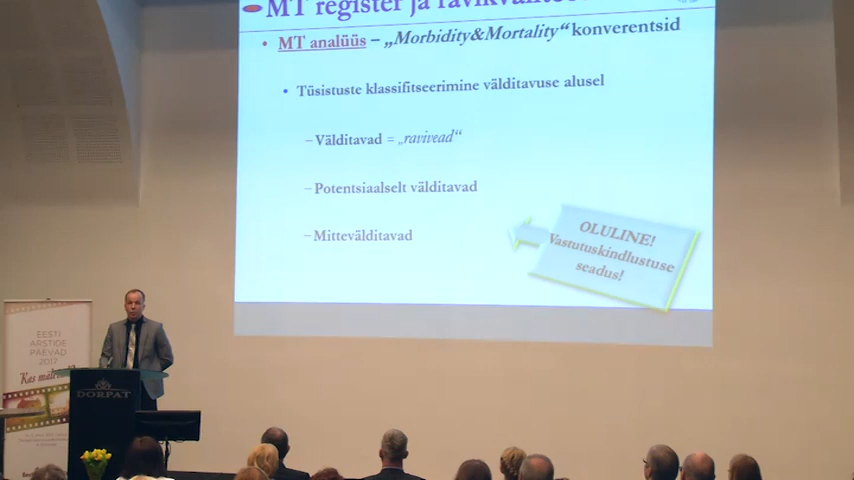 MT register ja
MT analüüs – „Morbidity&Mortality“ konverentsid
• Tüsistuste klassifitseerimine välditavuse alusel
– Välditavad = „ravivead“
– Potentsiaalselt välditavad
– Mittevälditavad
OLULINE!
Vastutuskindlustuse
seadus!
EESTI
ARSTIDE
PÄEVAD
2017
DORPAT